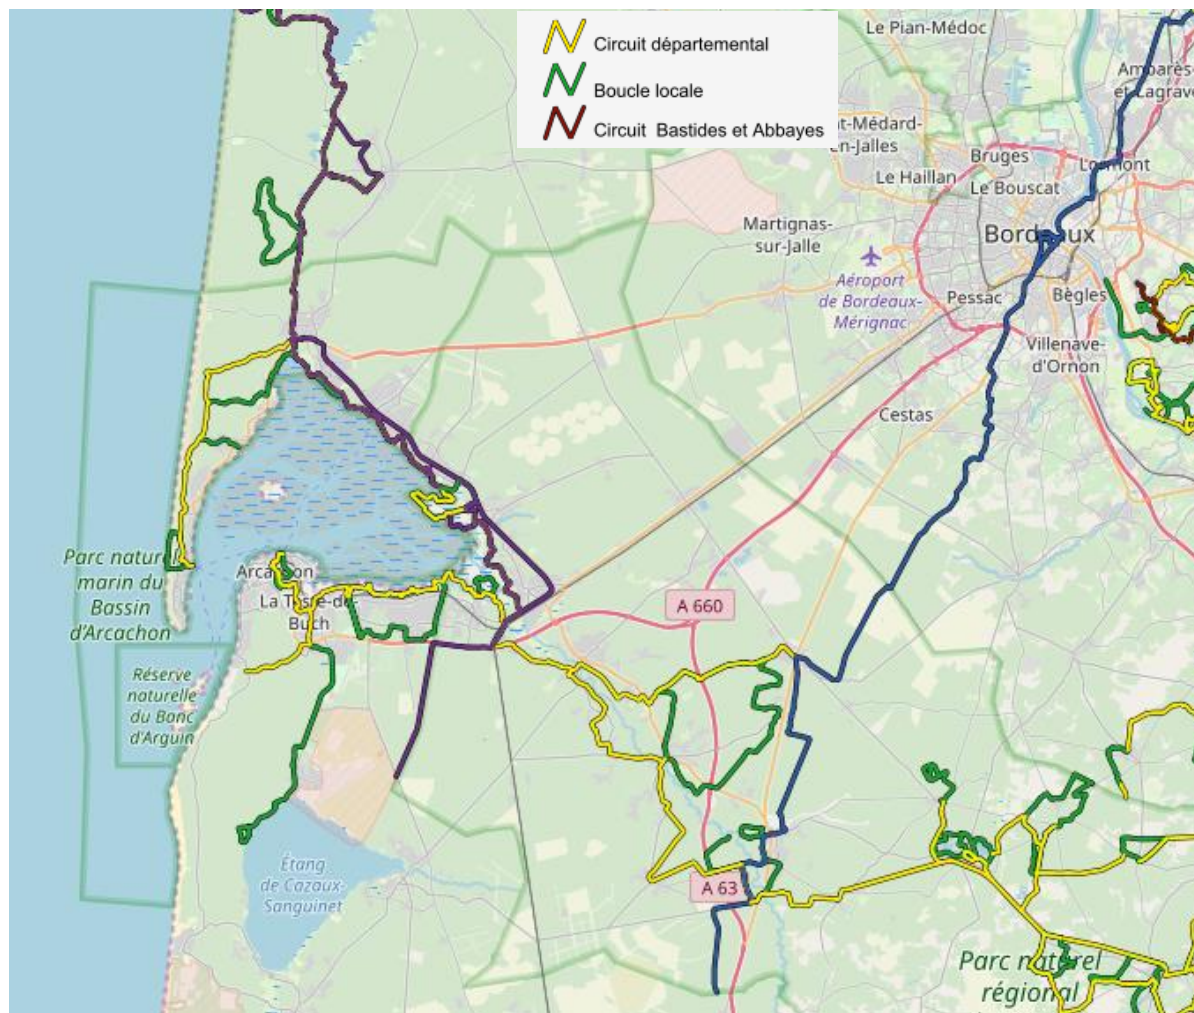 Circuit départemental
Boucle locale
Circuit Bastides et Abbayes
Le Pian-Médoc
Ambarès-
et-Lagrave
t-Médard-
en-Jalles
Bruges
Lormont
Le Haillan
Le Bouscat
Martignas-
sur-Jalle
Bordeaux
Aéroport
de Bordeaux-
Mérignac
Pessac
Bègles
Villenave-
d'Ornon
Cestas
Parc naturel
marin du
Bassin
d'Arcachon
Arcachon
La Teste-de-
Buch
A 660
Réserve
naturelle
du Banc
d'Arguin
Étang
de Cazaux-
Sanguinet
A 63
Parc naturel
régional